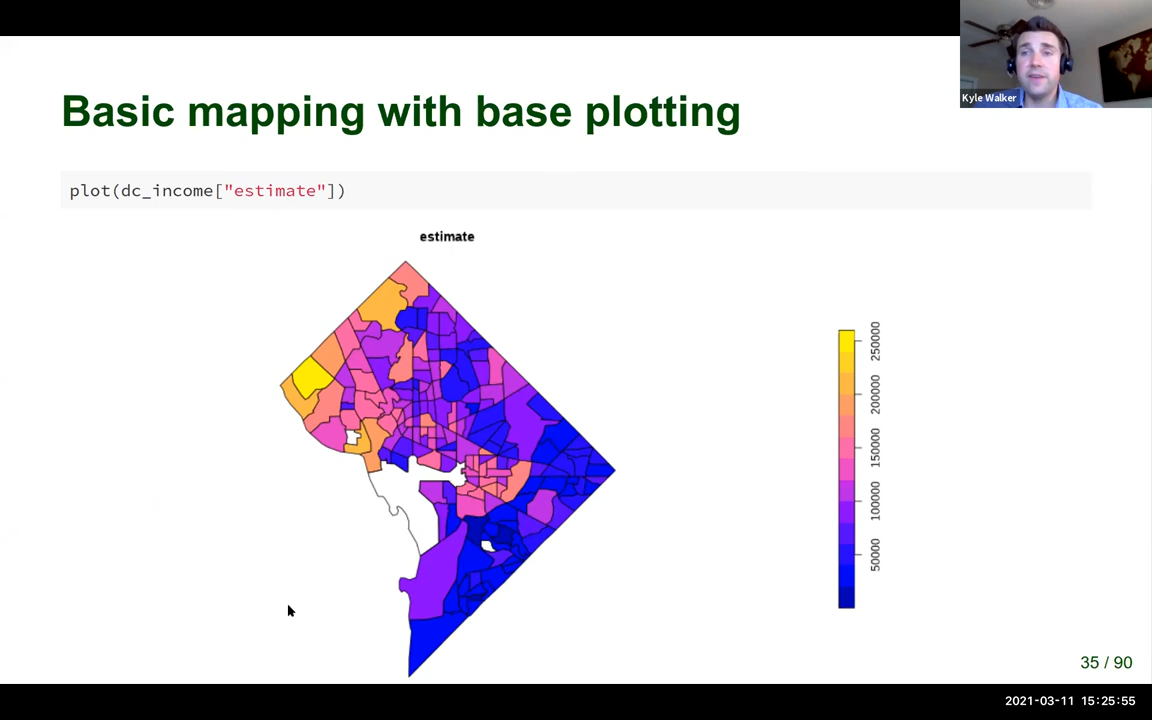 Kyle Walker
Basic mapping with base plotting
plot(dc_income["estimate"])
estimate
250000
200000
150000
100000
50000
35 / 90
2021-03-11 15:25:55